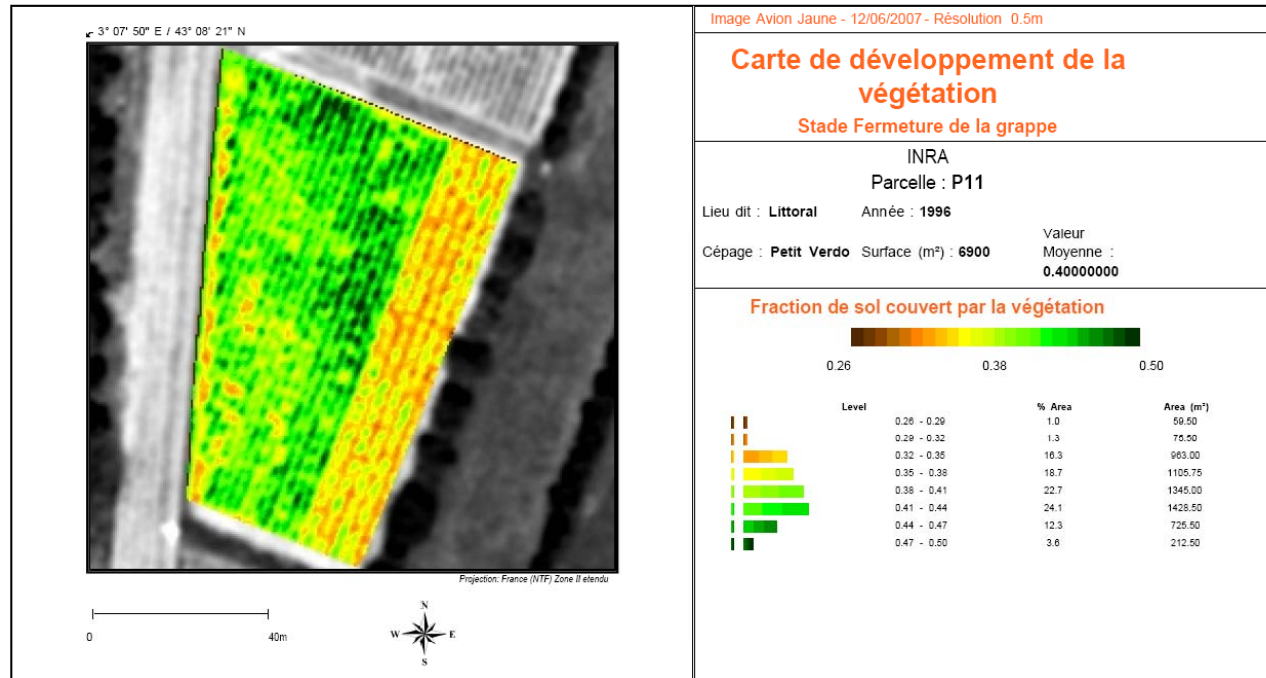 3° 07' 50" E / 43° 08' 21" N
Projection: France (NTF) Zone II etendu
0 40m
N
W E
S
Image Avion Jaune - 12/06/2007 - Résolution 0.5m
Carte de développement de la
végétation
Stade Fermeture de la grappe
INRA
Parcelle : P11
Lieu dit : Littoral Année : 1996
Cépage : Petit Verdo Surface (m²) : 6900 Valeur
Moyenne :
0.40000000
Fraction de sol couvert par la végétation
0.26 0.38 0.50
Level % Area Area (m²)
0.26 - 0.29 1.0 59.50
0.29 - 0.32 1.3 76.50
0.32 - 0.35 16.3 963.00
0.35 - 0.38 18.7 1105.75
0.38 - 0.41 22.7 1345.00
0.41 - 0.44 24.1 1428.50
0.44 - 0.47 12.3 725.50
0.47 - 0.50 3.6 212.50